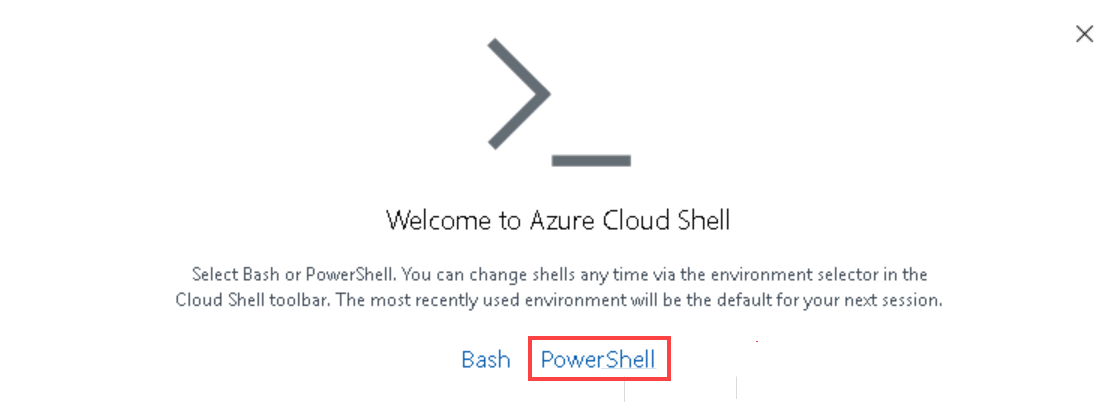 Welcome to Azure Cloud Shell
Select Bash or PowerShell. You can change shells any time via the environment selector in the
Cloud Shell toolbar. The most recently used environment will be the default for your next session.
Bash PowerShell